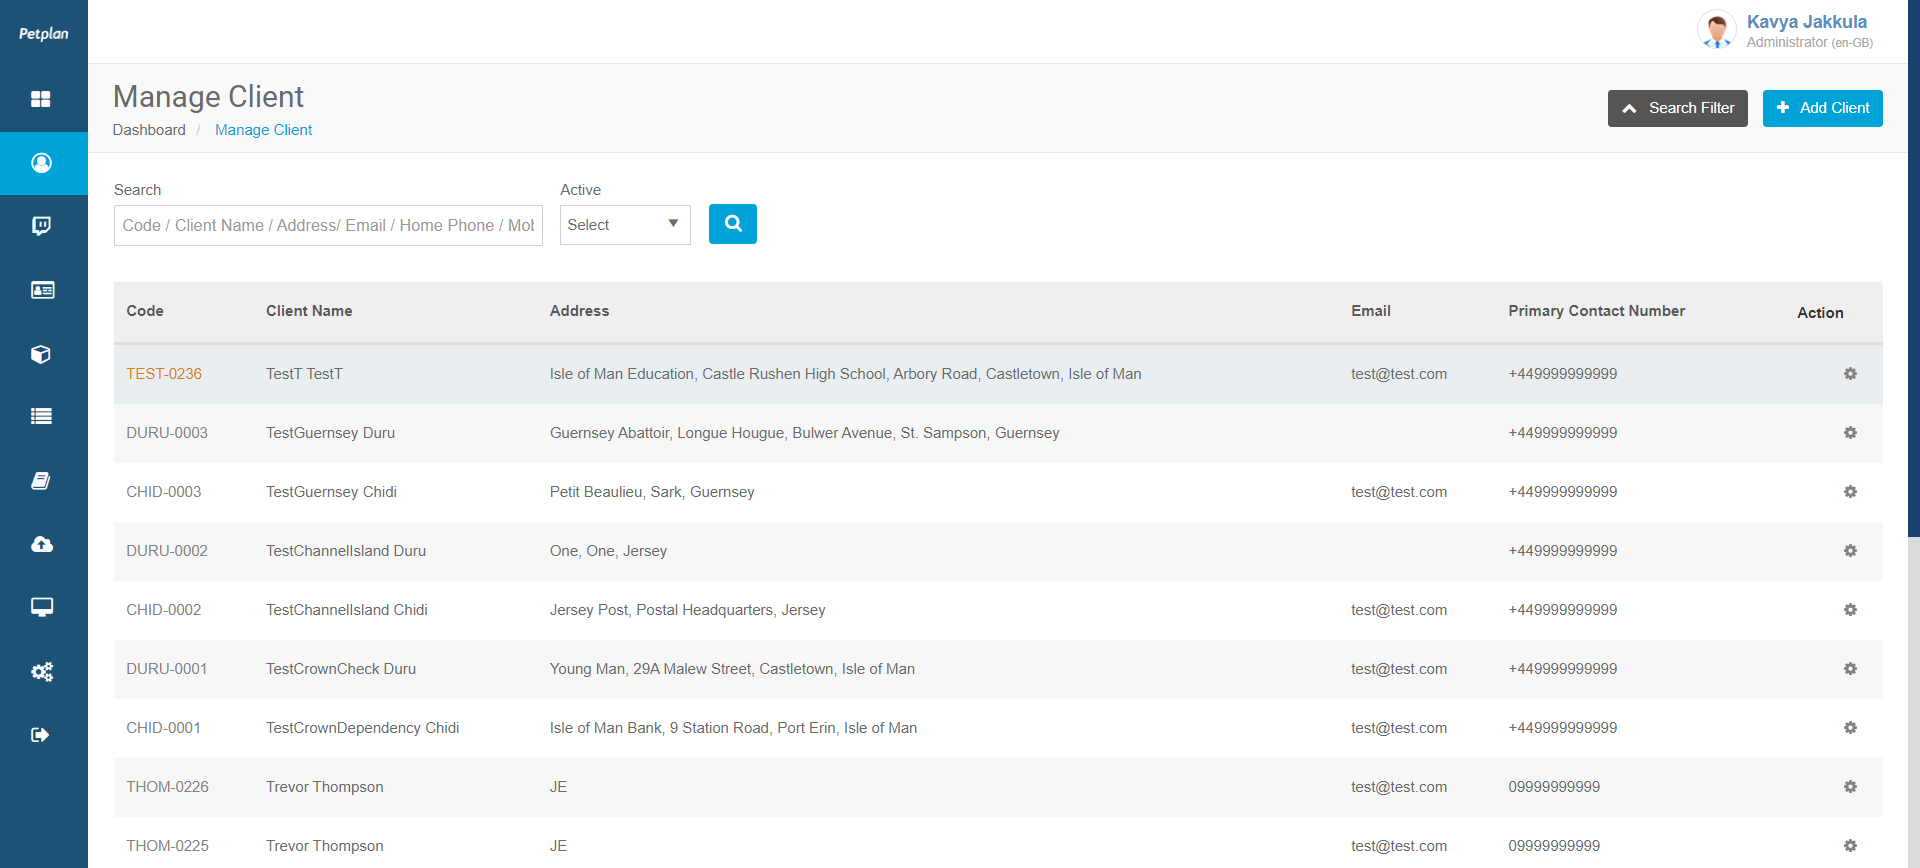 Petplan
Kavya Jakkula
Administrator (en-GB)
Manage Client
Dashboard / Manage Client
Search Filter
Add Client
Search
Active
Code / Client Name / Address/ Email / Home Phone / Mob
Select
Code Client Name Address Email Primary Contact Number Action
TEST-0236 TestT TestT Isle of Man Education, Castle Rushen High School, Arbory Road, Castletown, Isle of Man test@test.com +449999999999
DURU-0003 TestGuernsey Duru Guernsey Abattoir, Longue Hougue, Bulwer Avenue, St. Sampson, Guernsey +449999999999
CHID-0003 TestGuernsey Chidi Petit Beaulieu, Sark, Guernsey test@test.com +449999999999
DURU-0002 TestChannelIsland Duru One, One, Jersey +449999999999
CHID-0002 TestChannelIsland Chidi Jersey Post, Postal Headquarters, Jersey test@test.com +449999999999
DURU-0001 TestCrownCheck Duru Young Man, 29A Malew Street, Castletown, Isle of Man test@test.com +449999999999
CHID-0001 TestCrownDependency Chidi Isle of Man Bank, 9 Station Road, Port Erin, Isle of Man test@test.com +449999999999
THOM-0226 Trevor Thompson JE test@test.com 09999999999
THOM-0225 Trevor Thompson JE test@test.com 09999999999